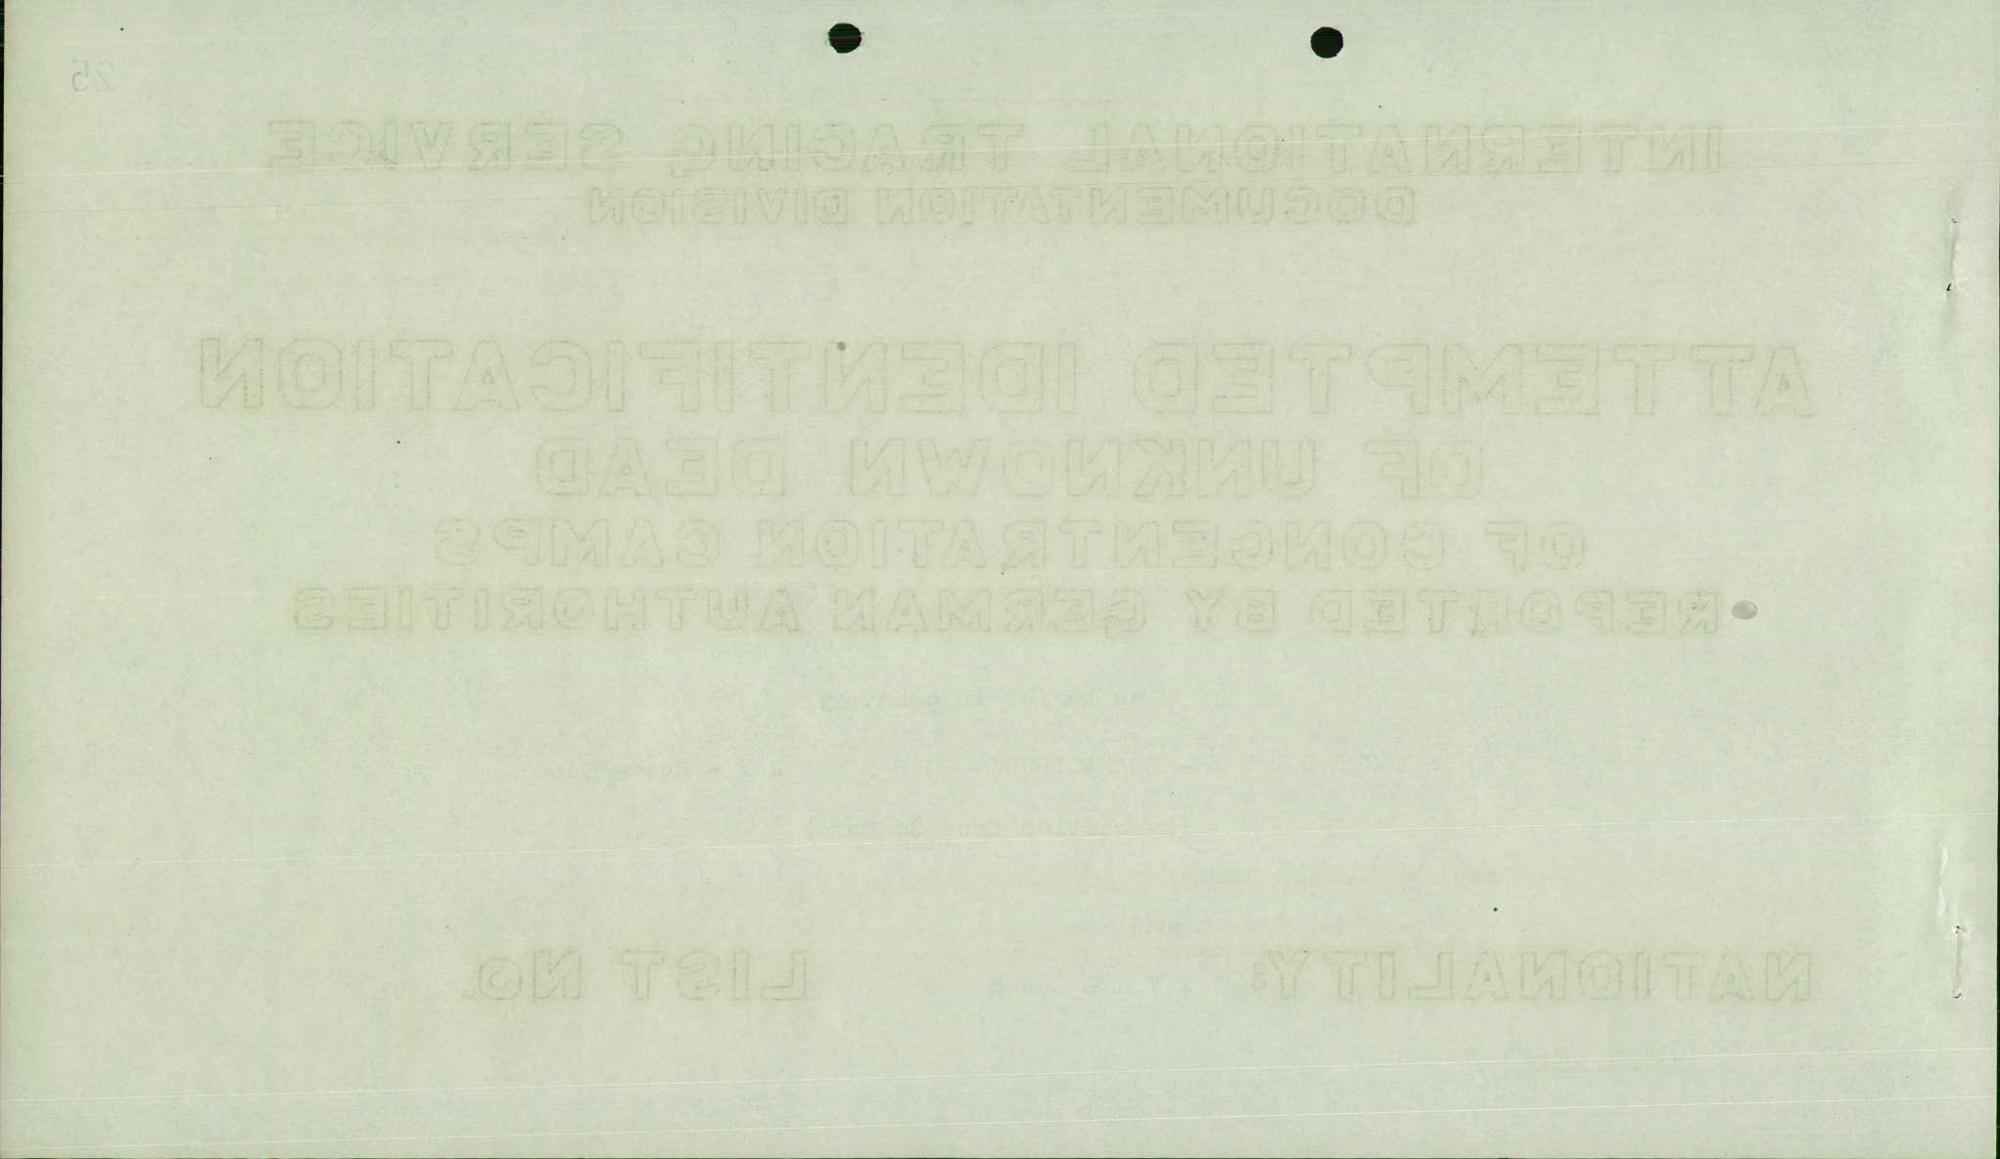 25
INTERNATIONAL TRACING SERVICE
DOCUMENTATION DIVISION
ATTEMPTED IDENTIFICATION
OF UNKNOWN DEAD
OF CONCENTRATION CAMPS
REPORTED BY GERMAN AUTHORITIES
NATIONALITY: LIST No.